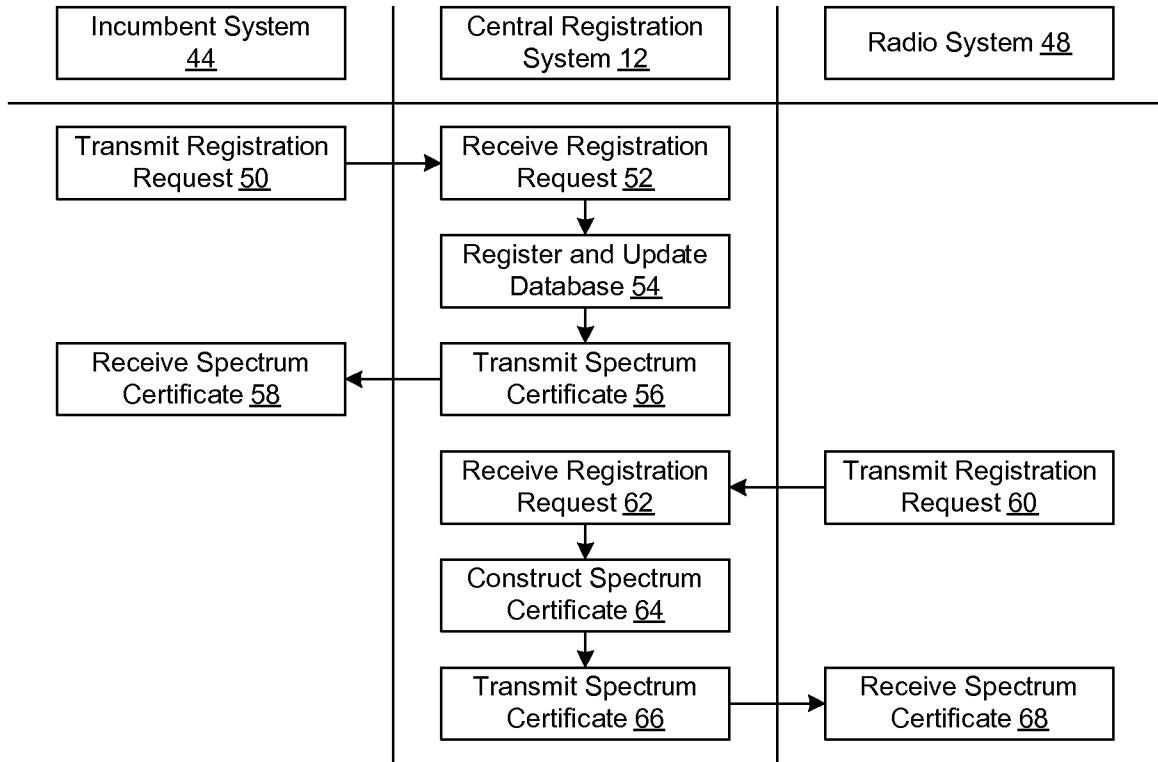 Incumbent System
44
Central Registration
System 12
Radio System 48
Transmit Registration
Request 50
Receive Registration
Request 52
Register and Update
Database 54
Receive Spectrum
Certificate 58
Transmit Spectrum
Certificate 56
Receive Registration
Request 62
Transmit Registration
Request 60
Construct Spectrum
Certificate 64
Transmit Spectrum
Certificate 66
Receive Spectrum
Certificate 68